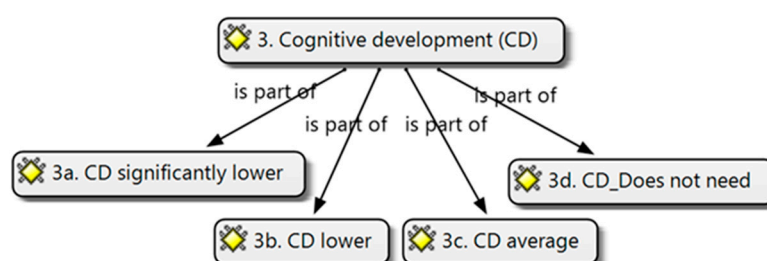 3. Cognitive development (CD)
is part of
is part of
is part of
is part of
3a. CD significantly lower
3d. CD_Does not need
3b. CD lower
3c. CD average